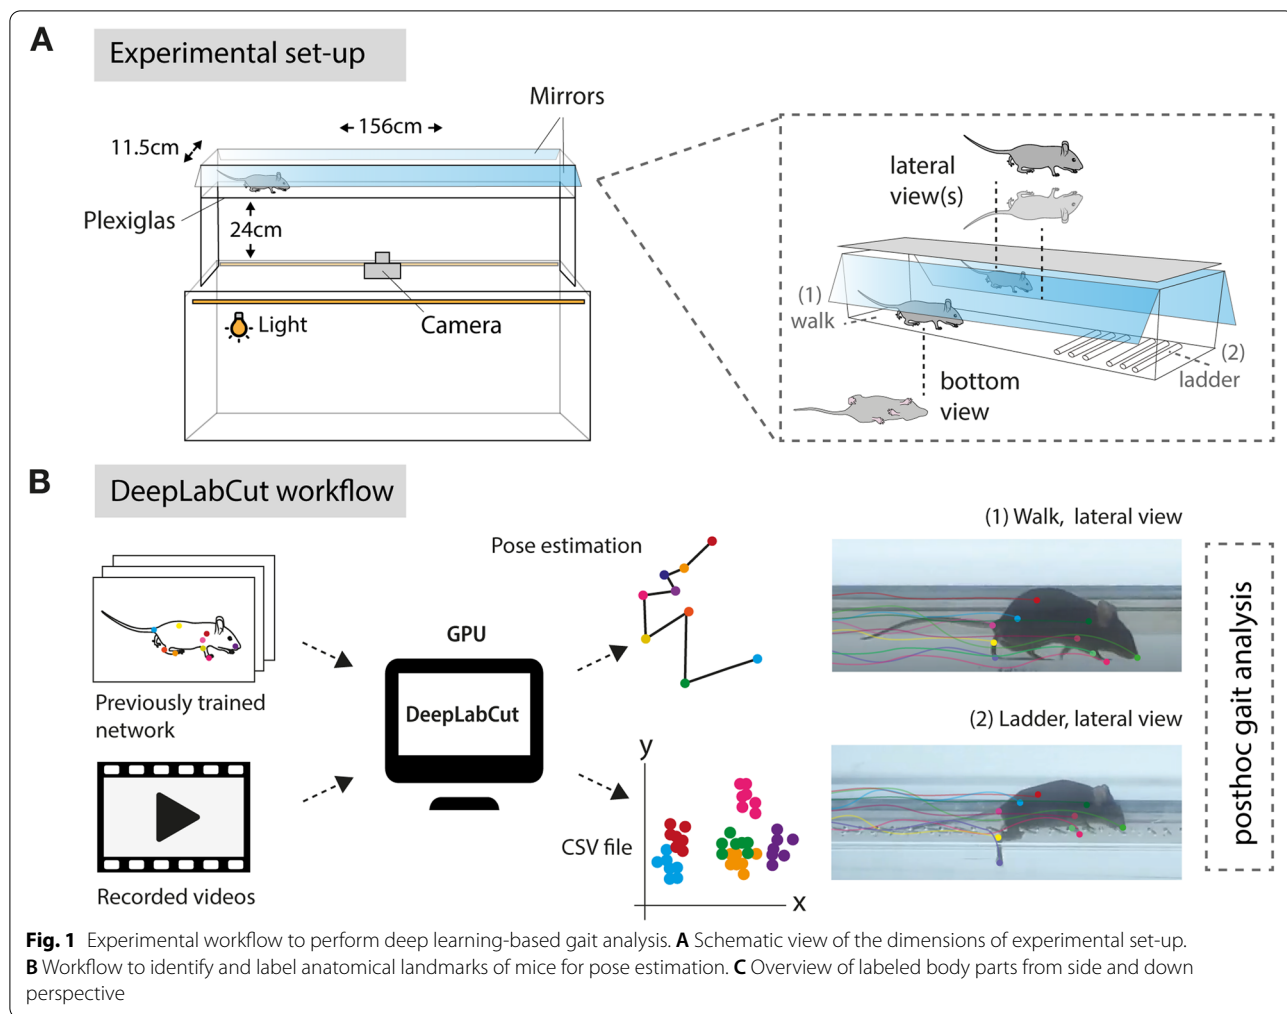 A
Experimental set-up
Mirrors
156cm
11.5cm
Plexiglas
24cm
Light
Camera
lateral
view(s)
(1)
walk
(2)
ladder
bottom
view
B
DeepLabCut workflow
(1) Walk, lateral view
Pose estimation
GPU
DeepLabCut
Previously trained
network
(2) Ladder, lateral view
posthoc gait analysis
y
CSV file
x
Recorded videos
Fig. 1 Experimental workflow to perform deep learning-based gait analysis. A Schematic view of the dimensions of experimental set-up.
B Workflow to identify and label anatomical landmarks of mice for pose estimation. C Overview of labeled body parts from side and down
perspective